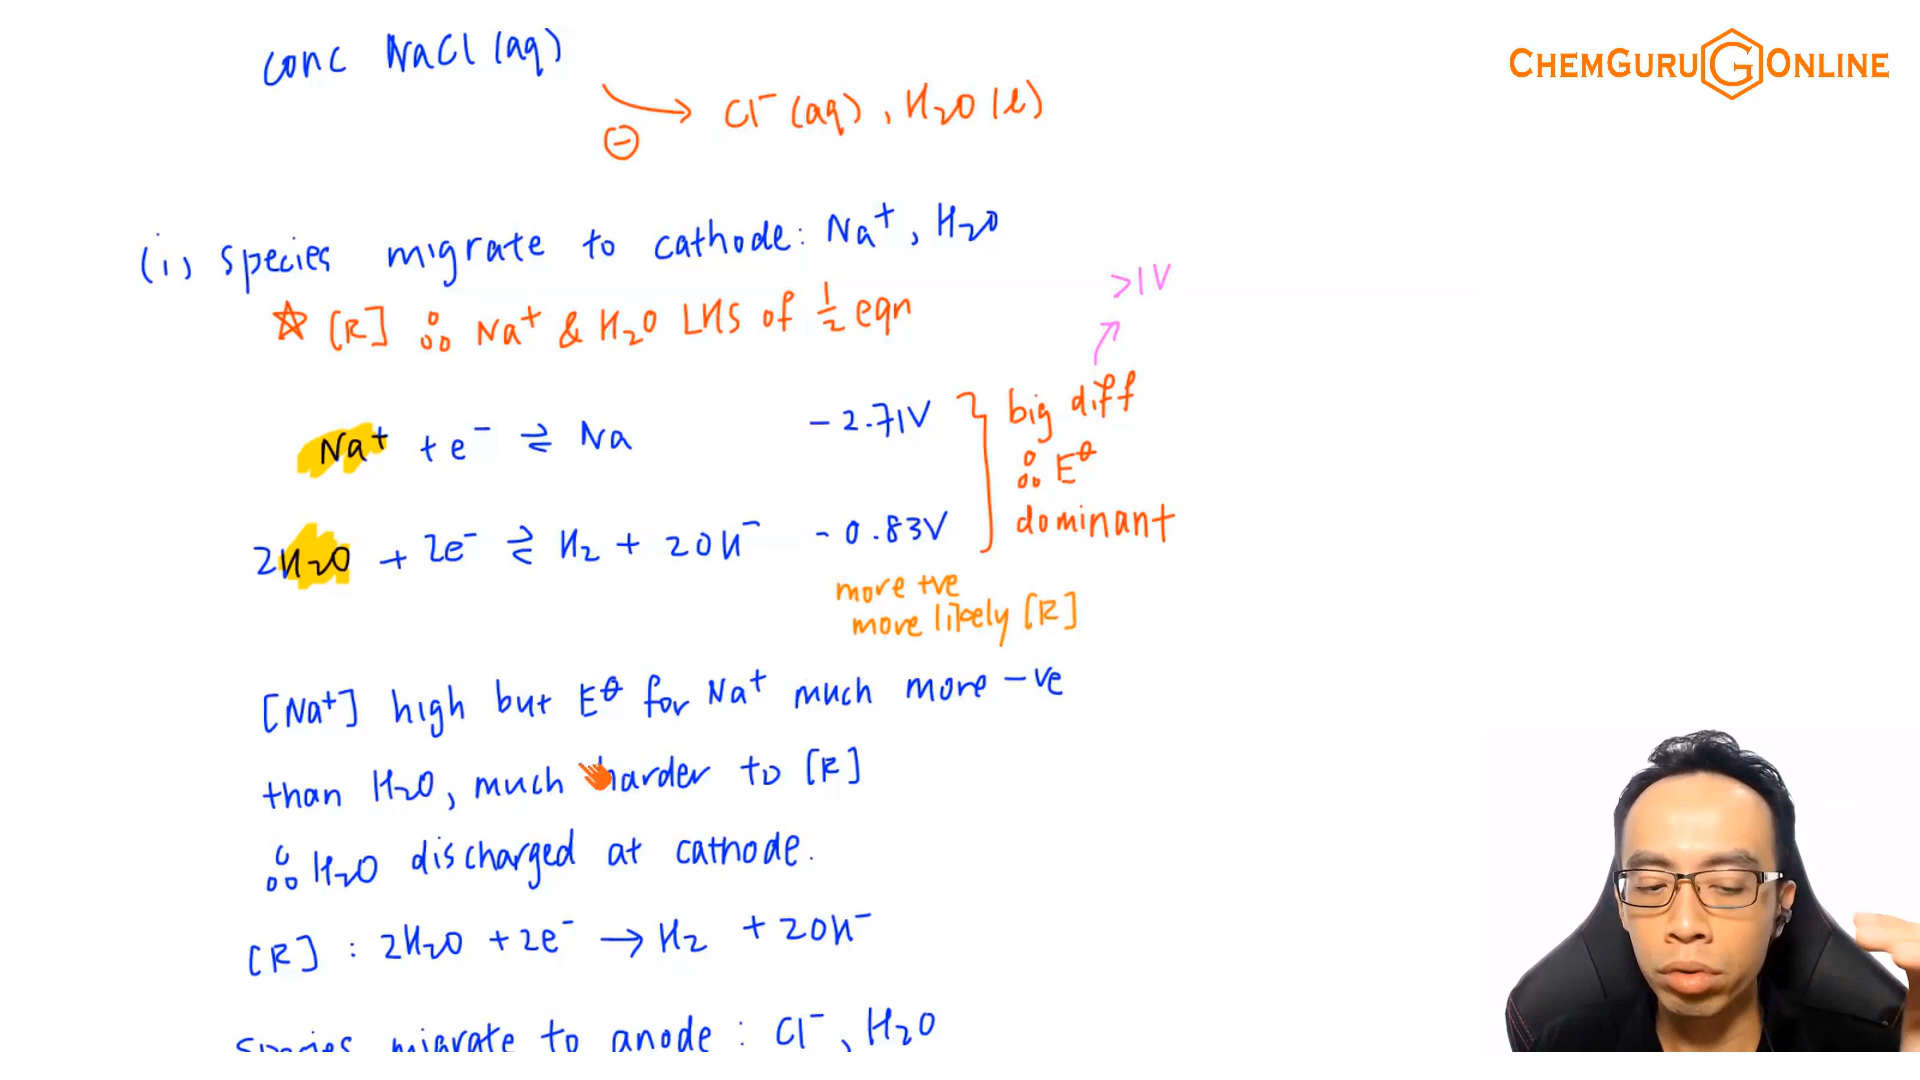 conc NaCl (aq)
CHEMGURU G ONLINE
⊖ → Cl⁻ (aq) , H₂O (l)
(i) species migrate to cathode: Na⁺, H₂O
☆ [R] ∴ Na⁺ & H₂O LHS of ½ eqn
>1V
Na⁺ + e⁻ ⇌ Na -2.71V
big diff
∴ E⦵
dominant
2H₂O + 2e⁻ ⇌ H₂ + 2OH⁻ -0.83V
more +ve
more likely [R]
[Na⁺] high but E⦵ for Na⁺ much more -ve
than H₂O, much harder to [R]
∴ H₂O discharged at cathode.
[R] : 2H₂O + 2e⁻ → H₂ + 2OH⁻
species migrate to anode : Cl⁻, H₂O